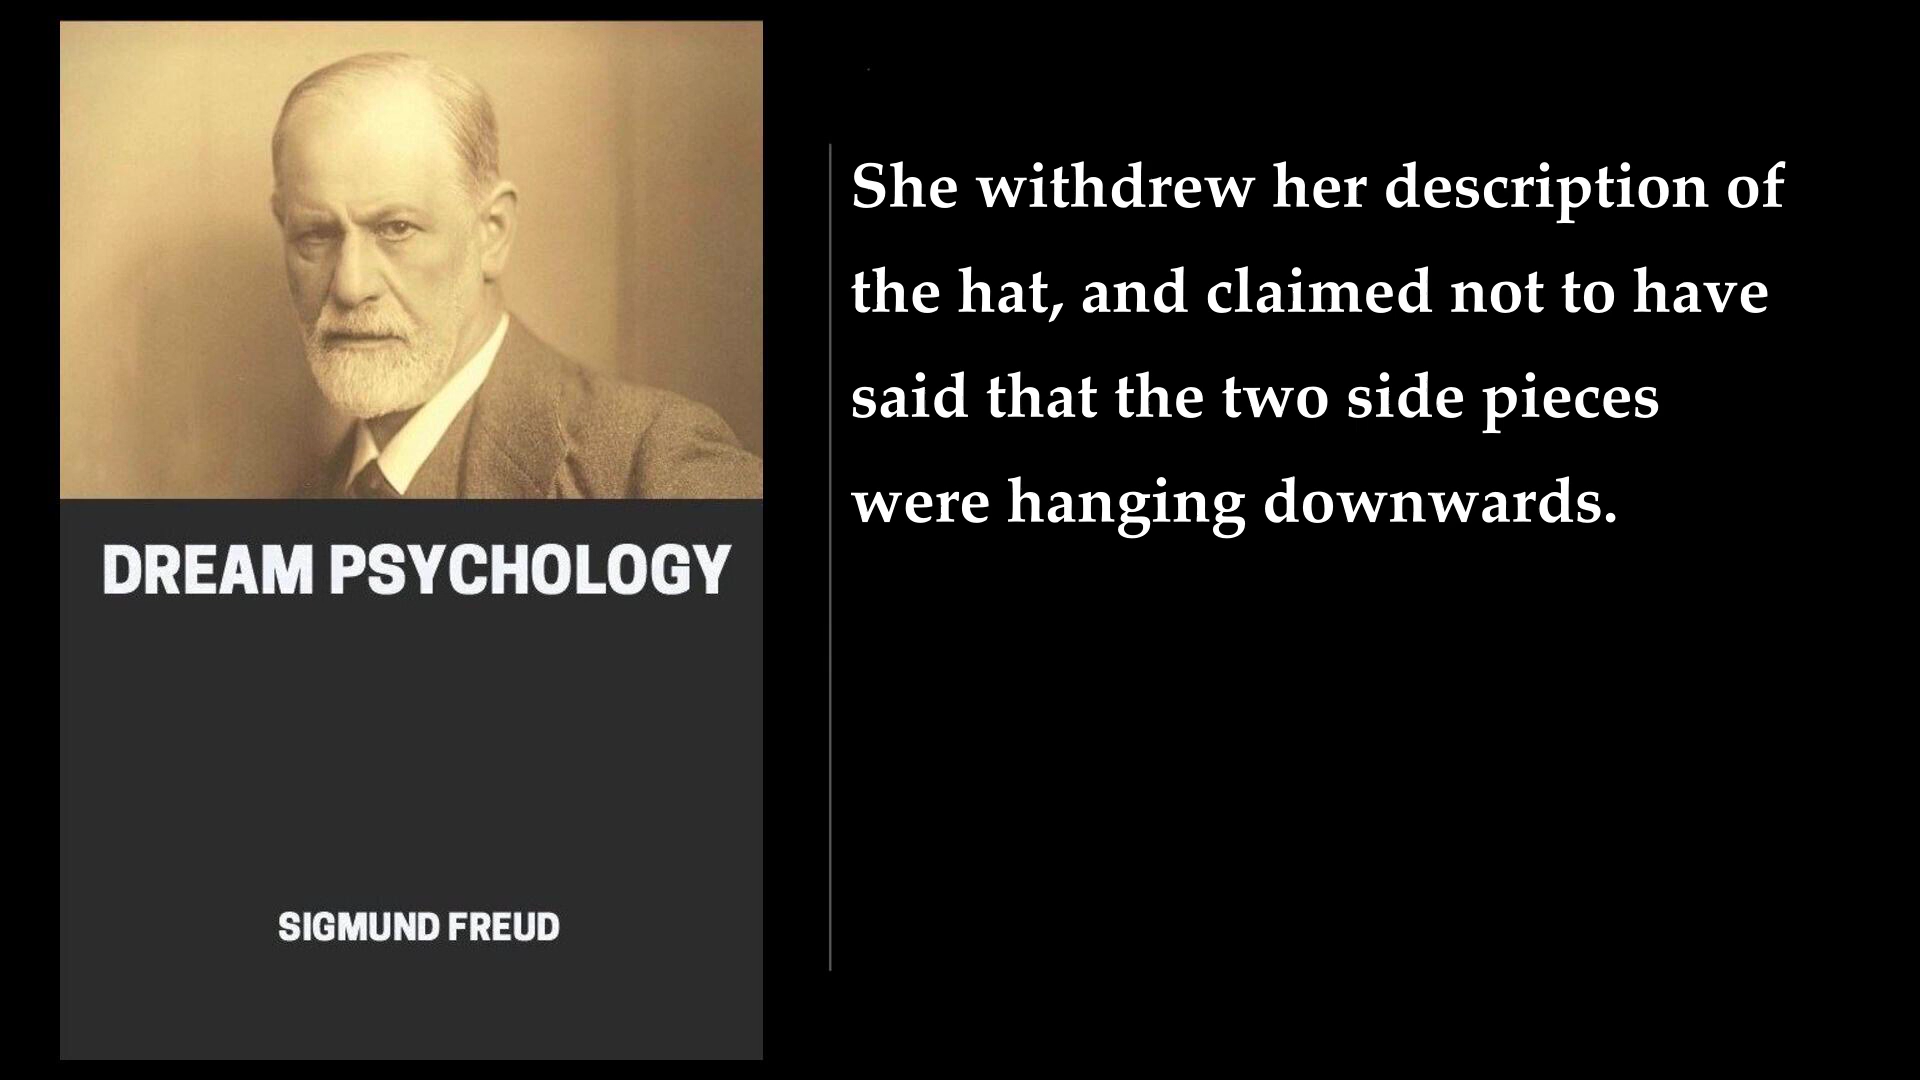 DREAM PSYCHOLOGY
SIGMUND FREUD
She withdrew her description of
the hat, and claimed not to have
said that the two side pieces
were hanging downwards.